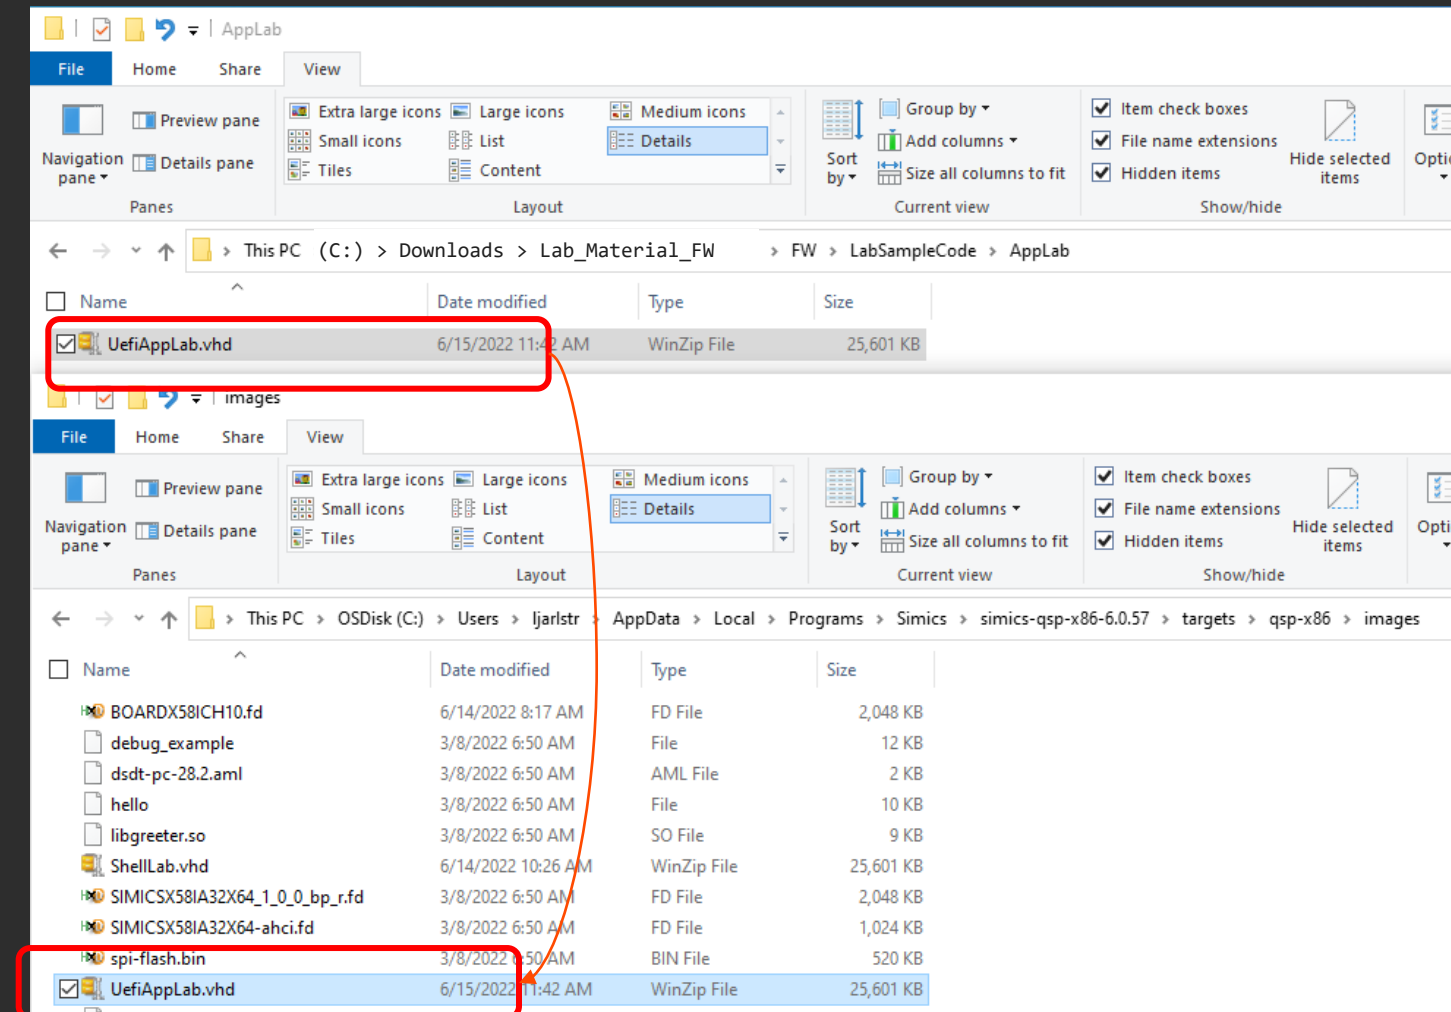 AppLab
File Home Share View
Extra large icons Large icons Medium icons Group by Item check boxes
Preview pane Small icons List Details Add columns File name extensions
Navigation pane Details pane Tiles Content Sort by Size all columns to fit Hidden items Hide selected items
Panes Layout Current view Show/hide
This PC (C:) > Downloads > Lab_Material_FW > FW > LabSampleCode > AppLab
Name Date modified Type Size
UefiAppLab.vhd 6/15/2022 11:42 AM WinZip File 25,601 KB
images
File Home Share View
Extra large icons Large icons Medium icons Group by Item check boxes
Preview pane Small icons List Details Add columns File name extensions
Navigation pane Details pane Tiles Content Sort by Size all columns to fit Hidden items Hide selected items
Panes Layout Current view Show/hide
This PC > OSDisk (C:) > Users > ljarlstr > AppData > Local > Programs > Simics > simics-qsp-x86-6.0.57 > targets > qsp-x86 > images
Name Date modified Type Size
BOARDX58ICH10.fd 6/14/2022 8:17 AM FD File 2,048 KB
debug_example 3/8/2022 6:50 AM File 12 KB
dsdt-pc-28.2.aml 3/8/2022 6:50 AM AML File 2 KB
hello 3/8/2022 6:50 AM File 10 KB
libgreeter.so 3/8/2022 6:50 AM SO File 9 KB
ShellLab.vhd 6/14/2022 10:26 AM WinZip File 25,601 KB
SIMICSX58IA32X64_1_0_0_bp_r.fd 3/8/2022 6:50 AM FD File 2,048 KB
SIMICSX58IA32X64-ahci.fd 3/8/2022 6:50 AM FD File 1,024 KB
spi-flash.bin 3/8/2022 6:50 AM BIN File 520 KB
UefiAppLab.vhd 6/15/2022 11:42 AM WinZip File 25,601 KB